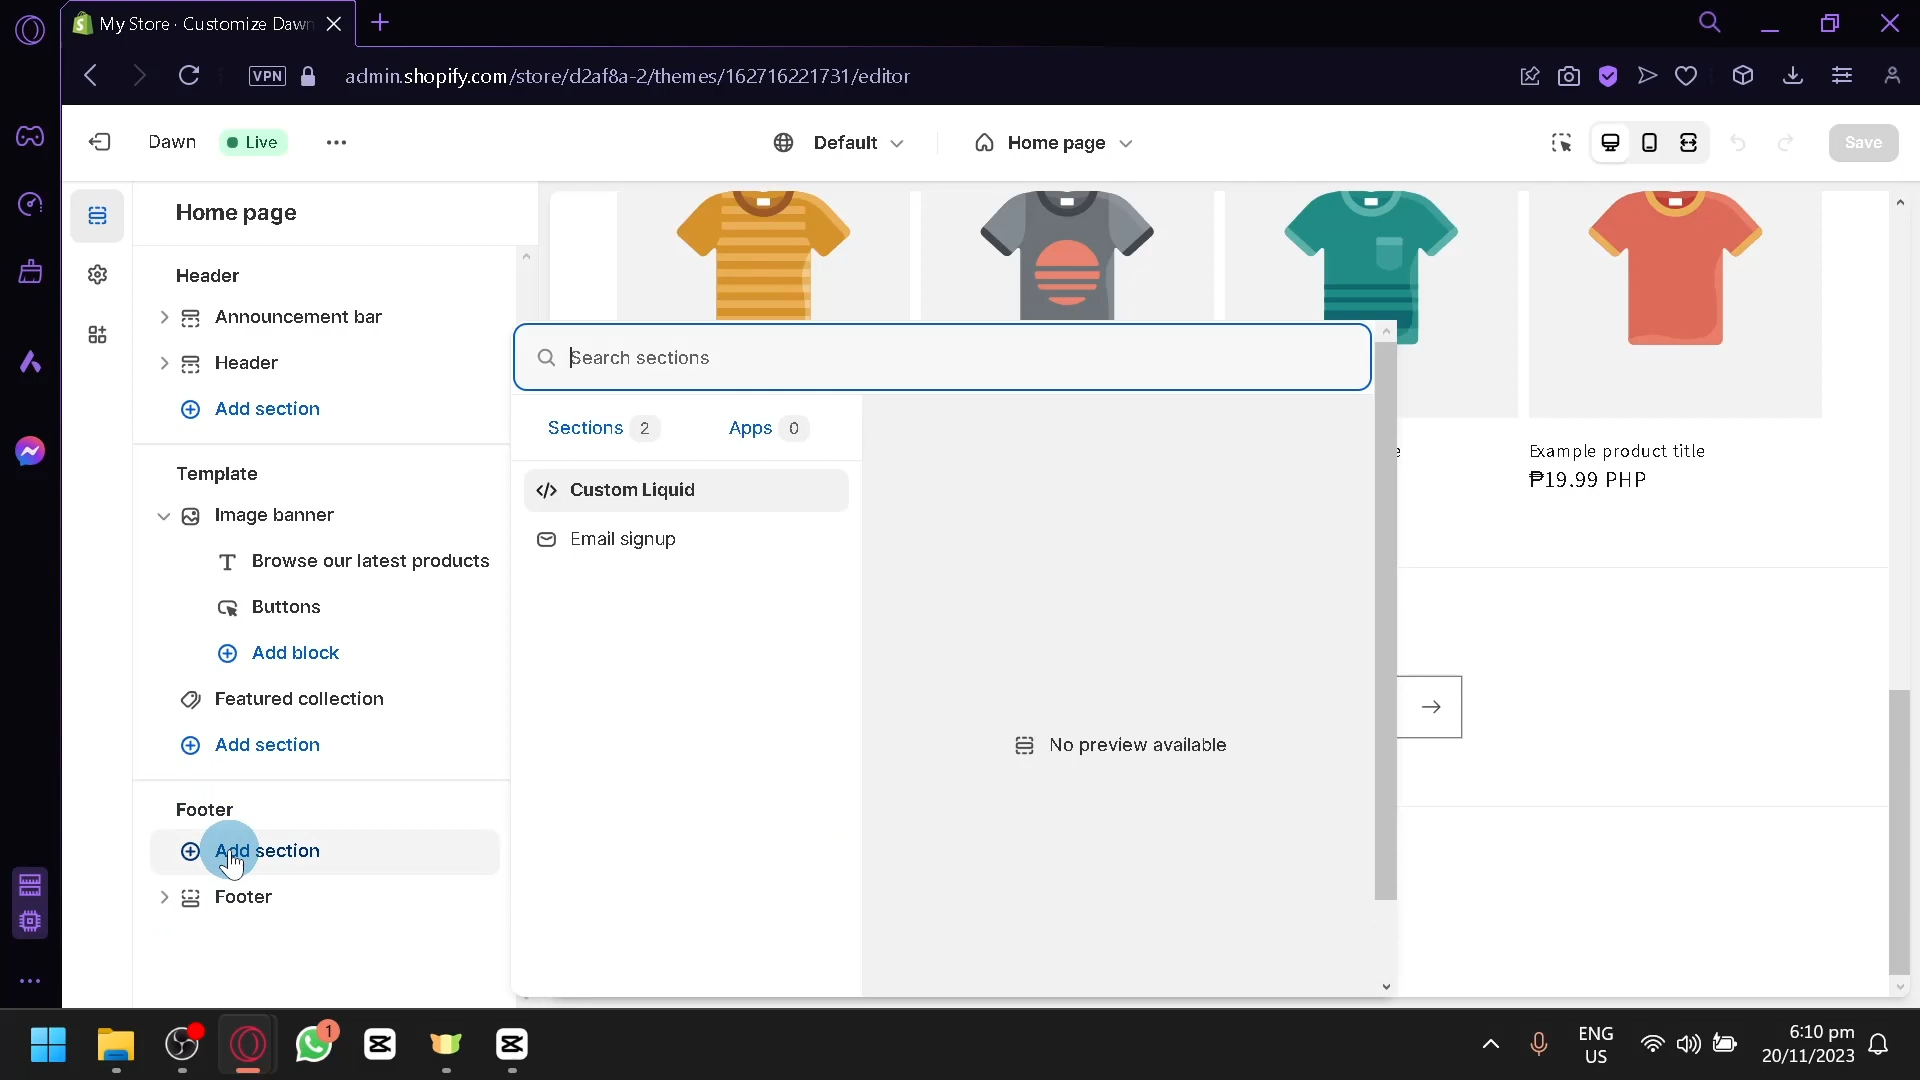 My Store · Customize Dawn
VPN
admin.shopify.com/store/d2af8a-2/themes/162716221731/editor
Dawn
Live
Default
Home page
Save
Home page
Header
Announcement bar
Header
Add section
Template
Image banner
Browse our latest products
Buttons
Add block
Featured collection
Add section
Footer
Add section
Footer
Search sections
Sections 2
Apps 0
Custom Liquid
Email signup
No preview available
Example product title
₱19.99 PHP
1
ENG
US
6:10 pm
20/11/2023